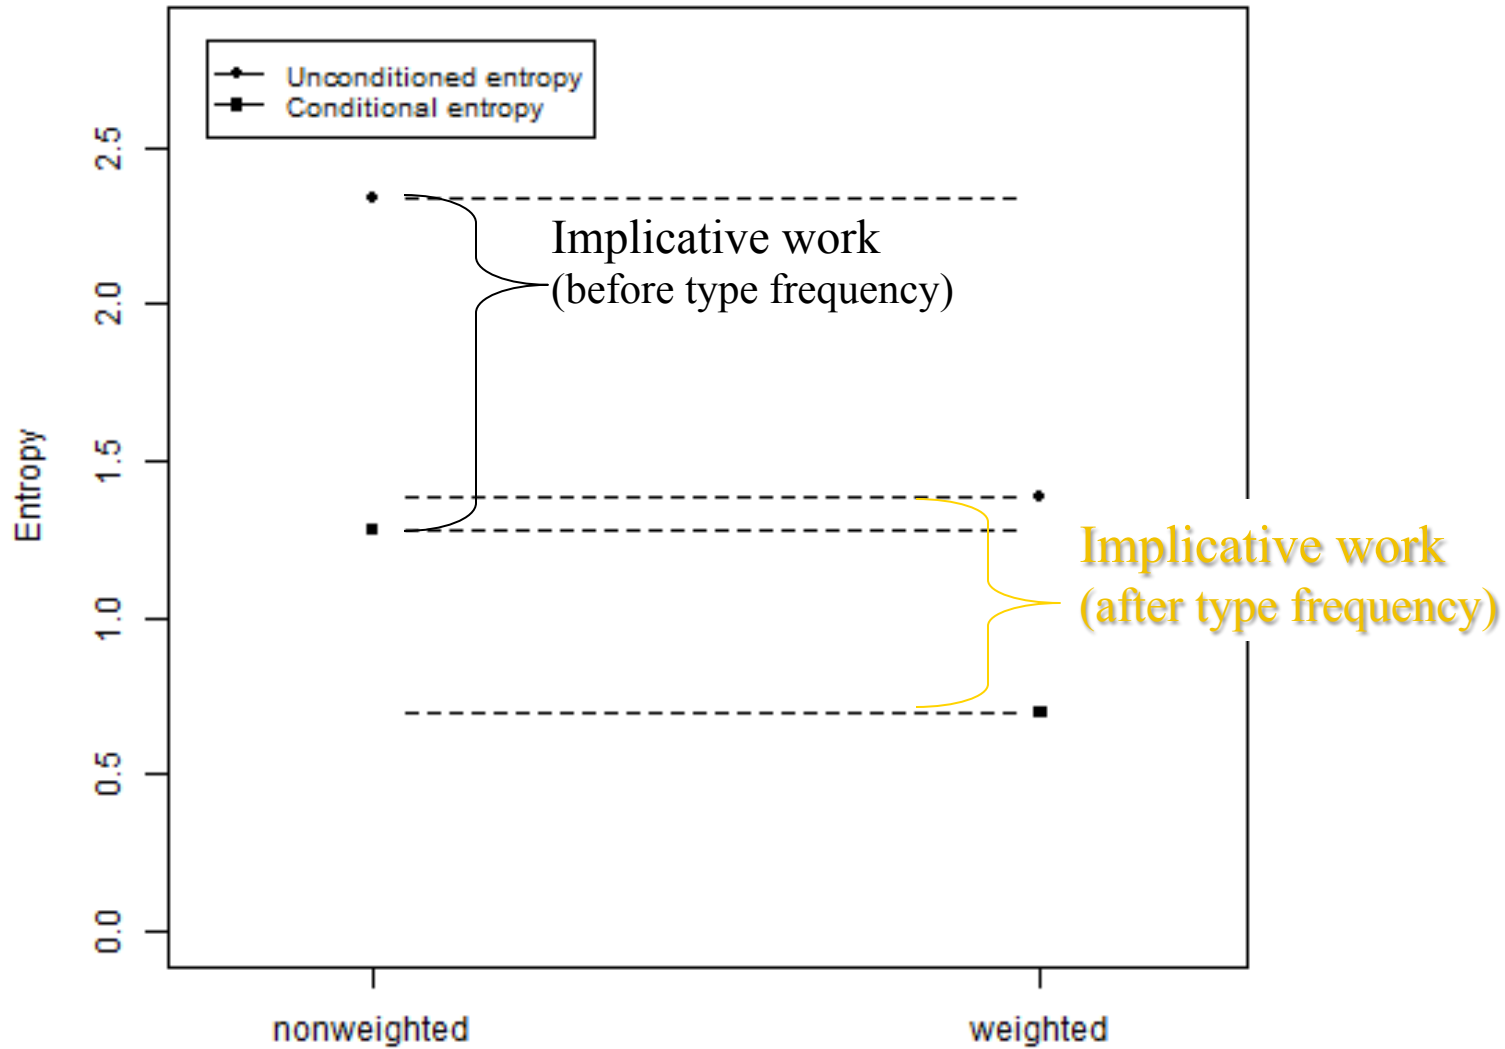 Unconditioned entropy
Conditional entropy
2.5
Implicative work
(before type frequency)
2.0
1.5
Entropy
Implicative work
(after type frequency)
1.0
0.5
0.0
nonweighted
weighted